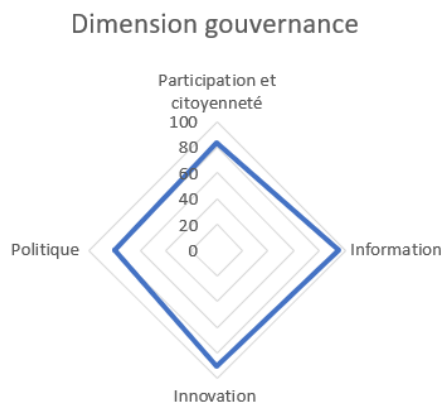 Dimension gouvernance
Participation et
citoyenneté
100
80
60
40
20
0
Politique
Information
Innovation